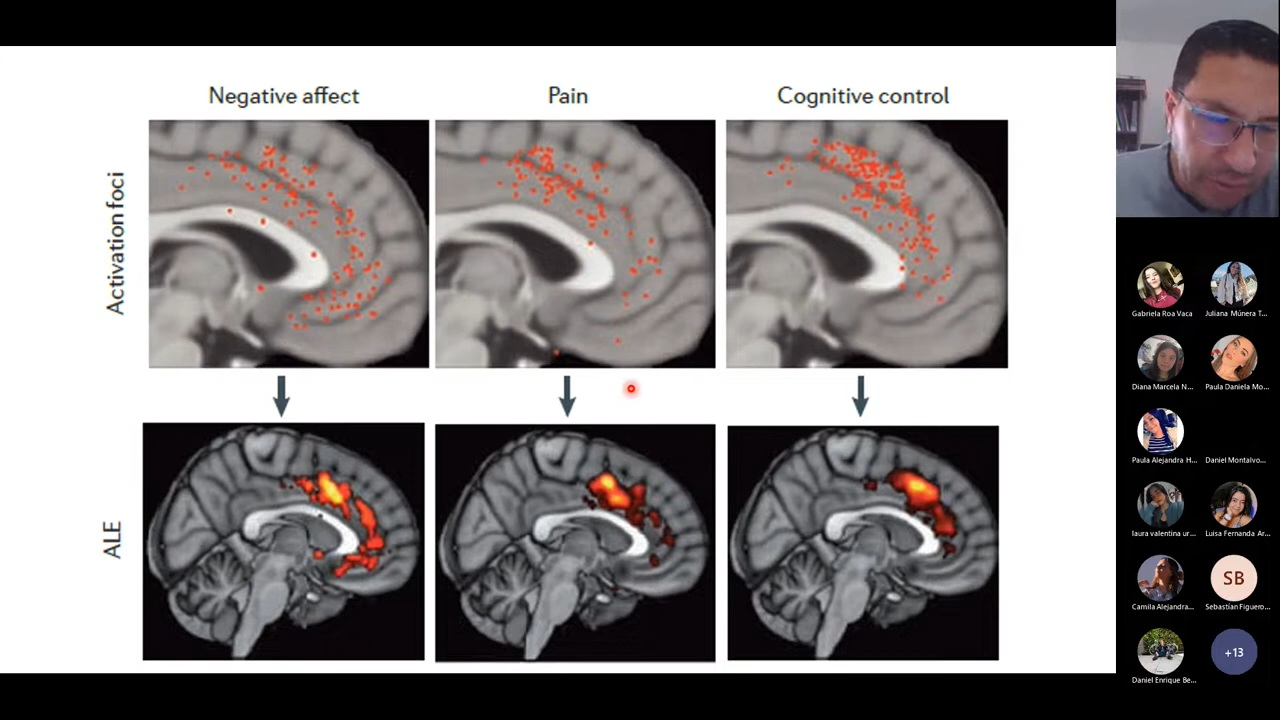 Negative affect
Pain
Cognitive control
Activation foci
ALE
Gabriela Roa Vaca
Juliana Múnera T...
Diana Marcela N...
Paula Daniela Mo...
Paula Alejandra H...
Daniel Montalvo...
laura valentina ur...
Luisa Fernanda Ar...
Camila Alejandra...
SB
Sebastían Figuero...
Daniel Enrique Be...
+13